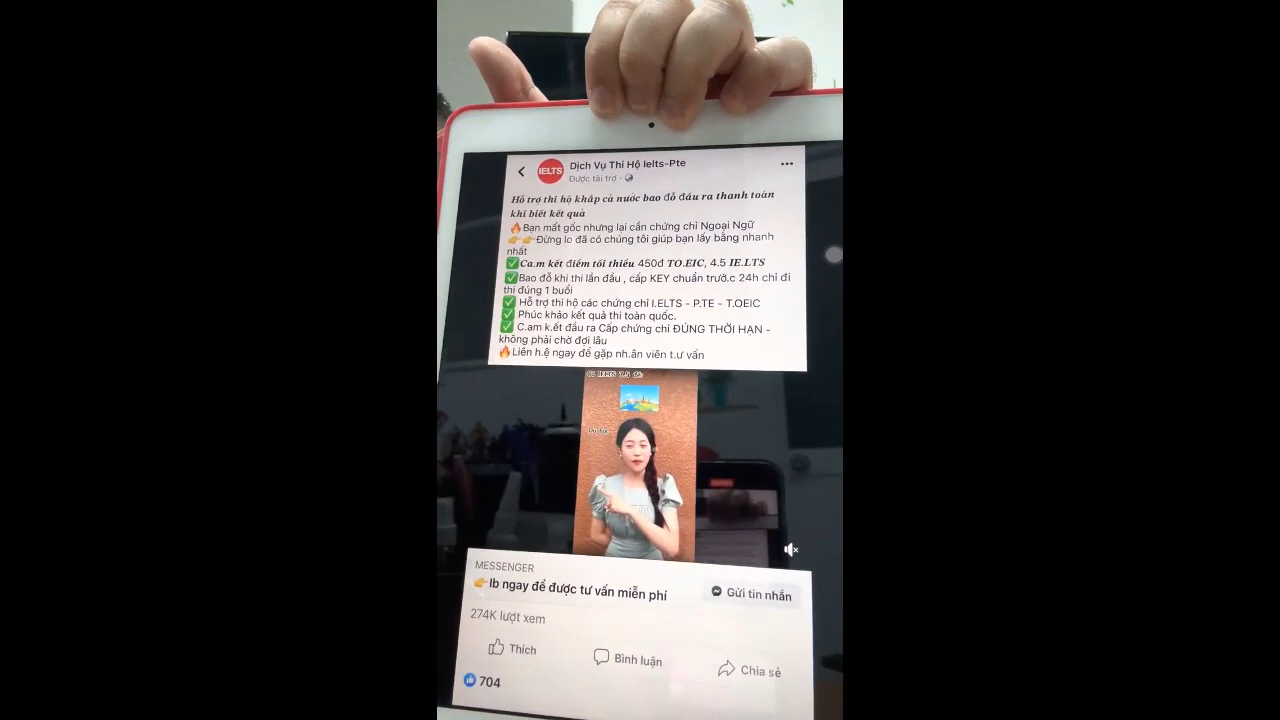 Dịch Vụ Thi Hộ Ielts-Pte
IELTS
Được tài trợ ·
Hỗ trợ thi hộ khắp cả nước bao đỗ đầu ra thanh toán
khi biết kết quả
🔥Bạn mất gốc nhưng lại cần chứng chỉ Ngoại Ngữ
👉👉Đừng lo đã có chúng tôi giúp bạn lấy bằng nhanh
nhất
✅Ca.m kết điểm tối thiểu 450đ TO.EIC, 4.5 IE.LTS
✅Bao đỗ khi thi lần đầu , cấp KEY chuẩn trướ.c 24h chỉ đi
thi đúng 1 buổi
✅ Hỗ trợ thi hộ các chứng chỉ I.ELTS - P.TE - T.OEIC
✅ Phúc khảo kết quả thi toàn quốc.
✅ C.am k.ết đầu ra Cấp chứng chỉ ĐÚNG THỜI HẠN -
không phải chờ đợi lâu
🔥Liên h.ệ ngay để gặp nh.ân viên t.ư vấn
IELTS 7.5
MESSENGER
👉Ib ngay để được tư vấn miễn phí
Gửi tin nhắn
274K lượt xem
Thích
Bình luận
Chia sẻ
704